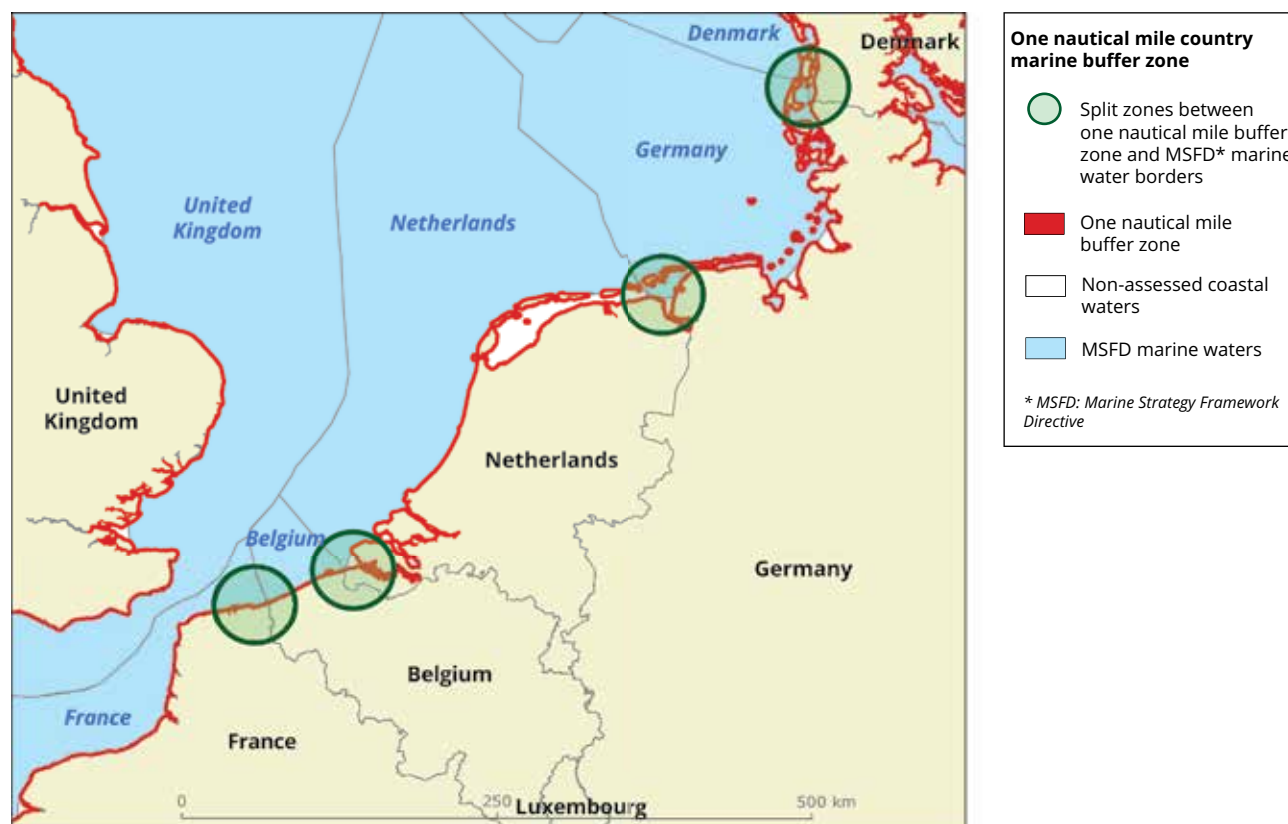 Denmark
Denmark
Germany
United
Kingdom
Netherlands
United
Kingdom
Netherlands
Belgium
Germany
Belgium
France
France
Luxembourg
0
250
500 km
One nautical mile country
marine buffer zone
Split zones between
one nautical mile buffer
zone and MSFD* marine
water borders
One nautical mile
buffer zone
Non-assessed coastal
waters
MSFD marine waters
* MSFD: Marine Strategy Framework
Directive